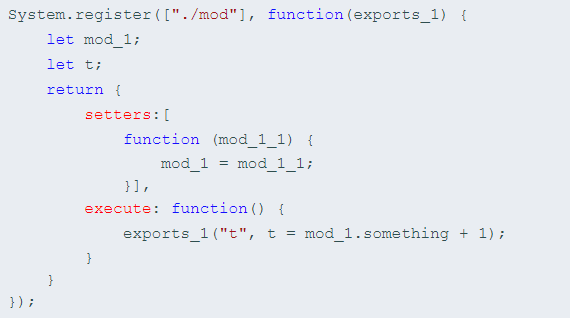 System.register(["./mod"], function(exports_1) {
    let mod_1;
    let t;
    return {
        setters:[
            function (mod_1_1) {
                mod_1 = mod_1_1;
            }],
        execute: function() {
            exports_1("t", t = mod_1.something + 1);
        }
    }
});